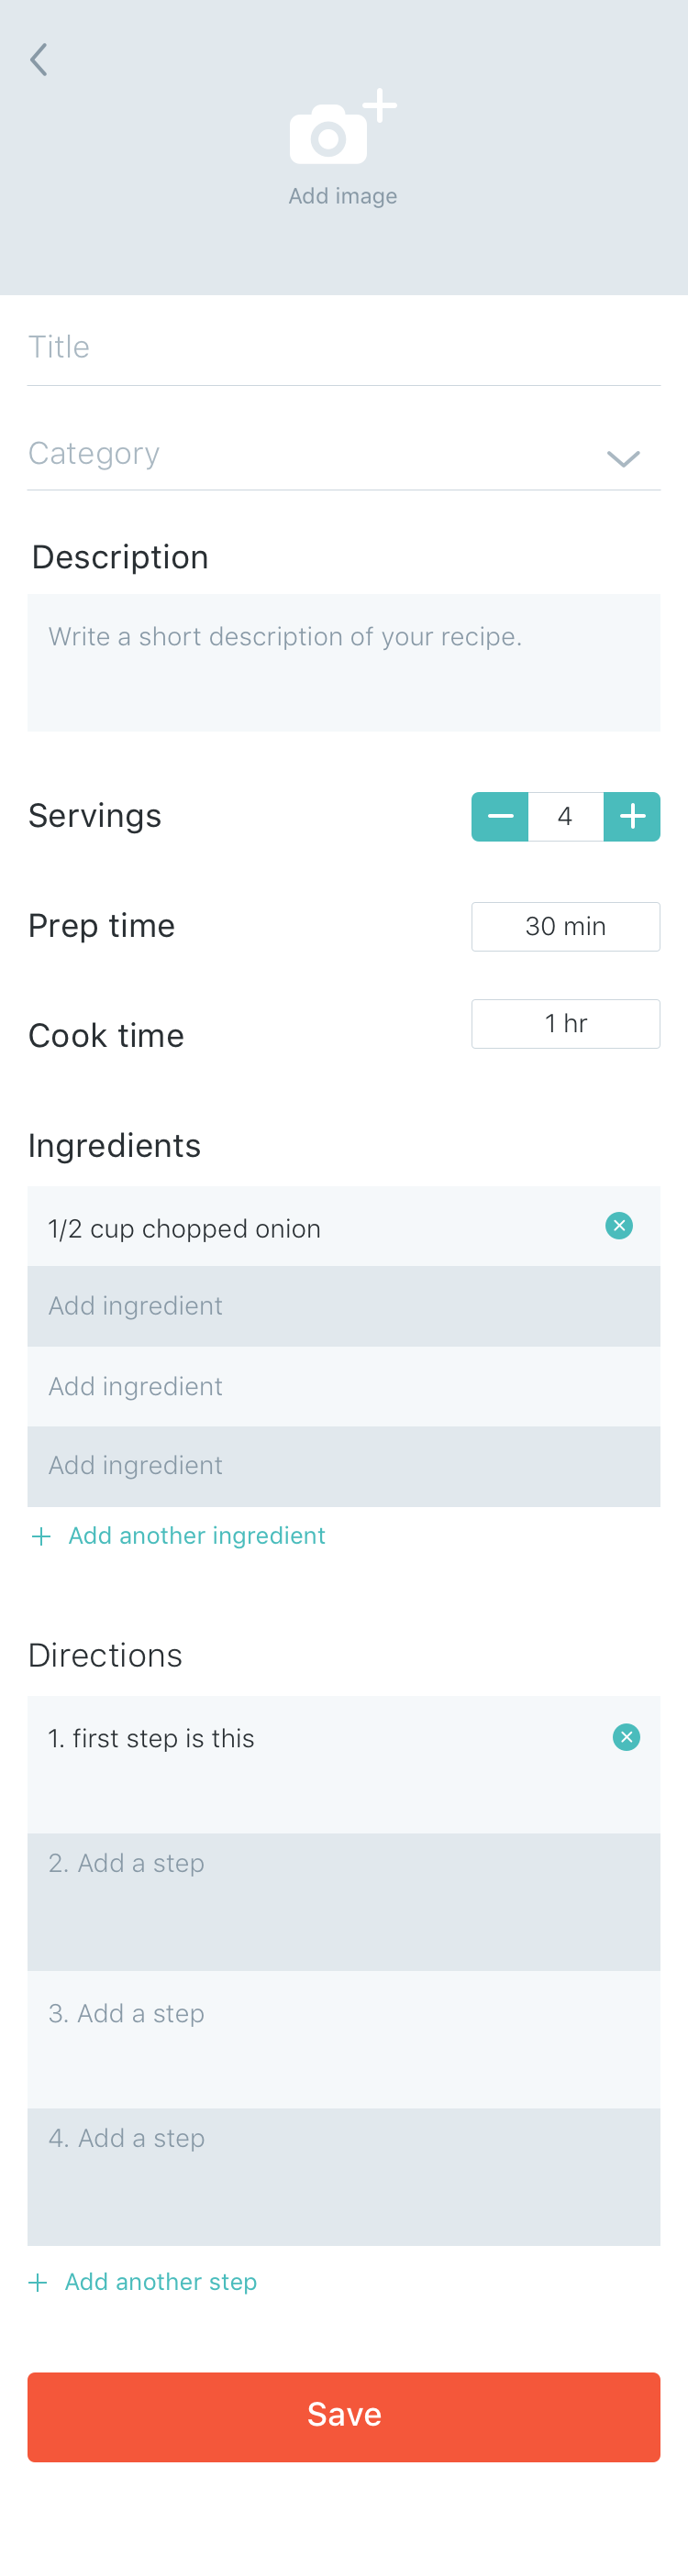 Add image
Title
Category
Description
Write a short description of your recipe.
Servings
4
Prep time
30 min
Cook time
1 hr
Ingredients
1/2 cup chopped onion
Add ingredient
Add ingredient
Add ingredient
+ Add another ingredient
Directions
1. first step is this
2. Add a step
3. Add a step
4. Add a step
+ Add another step
Save